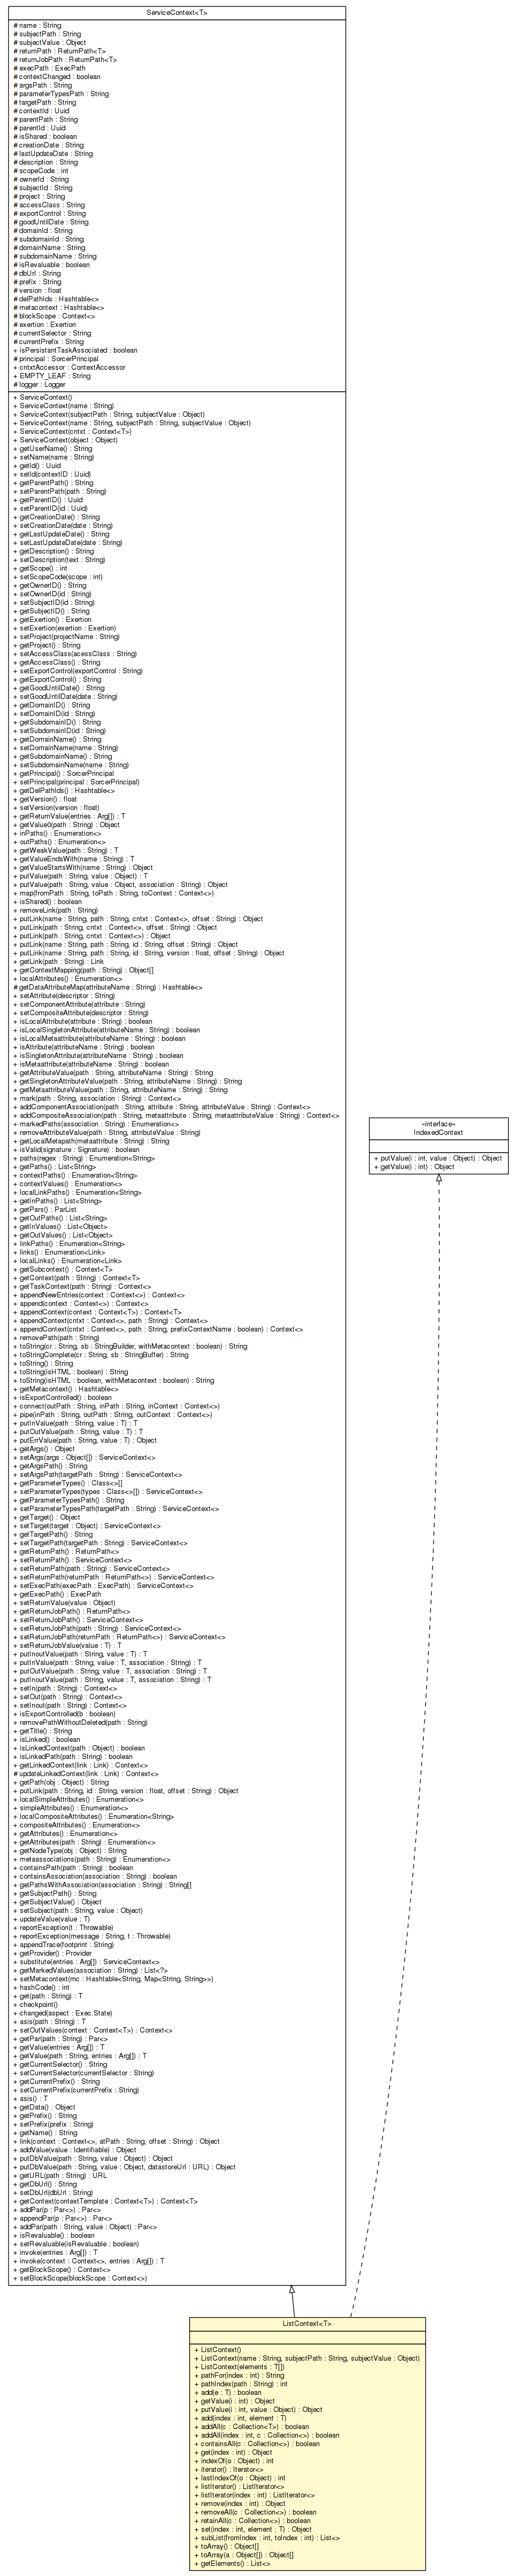 ServiceContext<T>
# name : String
# subjectPath : String
# subjectValue : Object
# returnPath : ReturnPath<T>
# returnJobPath : ReturnPath<T>
# execPath : ExecPath
# contextChanged : boolean
# argsPath : String
# parameterTypesPath : String
# targetPath : String
# contextId : Uuid
# parentPath : String
# parentId : Uuid
# isShared : boolean
# creationDate : String
# lastUpdateDate : String
# description : String
# scopeCode : int
# ownerId : String
# subjectId : String
# project : String
# accessClass : String
# exportControl : String
# goodUntilDate : String
# domainId : String
# subdomainId : String
# domainName : String
# subdomainName : String
# isRevaluable : boolean
# dbUrl : String
# prefix : String
# version : float
# delPathIds : Hashtable<>
# metacontext : Hashtable<>
# blockScope : Context<>
# exertion : Exertion
# currentSelector : String
# currentPrefix : String
+ isPersistantTaskAssociated : boolean
# principal : SorcerPrincipal
+ cntxtAccessor : ContextAccessor
+ EMPTY_LEAF : String
# logger : Logger
+ ServiceContext()
+ ServiceContext(name : String)
+ ServiceContext(subjectPath : String, subjectValue : Object)
+ ServiceContext(name : String, subjectPath : String, subjectValue : Object)
+ ServiceContext(cntxt : Context<T>)
+ ServiceContext(object : Object)
+ getUserName() : String
+ setName(name : String)
+ getId() : Uuid
+ setId(contextID : Uuid)
+ getParentPath() : String
+ setParentPath(path : String)
+ getParentID() : Uuid
+ setParentID(id : Uuid)
+ getCreationDate() : String
+ setCreationDate(date : String)
+ getLastUpdateDate() : String
+ setLastUpdateDate(date : String)
+ getDescription() : String
+ setDescription(text : String)
+ getScope() : int
+ setScopeCode(scope : int)
+ getOwnerID() : String
+ setOwnerID(id : String)
+ setSubjectID(id : String)
+ getSubjectID() : String
+ getExertion() : Exertion
+ setExertion(exertion : Exertion)
+ setProject(projectName : String)
+ getProject() : String
+ setAccessClass(acessClass : String)
+ getAccessClass() : String
+ setExportControl(exportControl : String)
+ getExportControl() : String
+ getGoodUntilDate() : String
+ setGoodUntilDate(date : String)
+ getDomainID() : String
+ setDomainID(id : String)
+ getSubdomainID() : String
+ setSubdomainID(id : String)
+ getDomainName() : String
+ setDomainName(name : String)
+ getSubdomainName() : String
+ setSubdomainName(name : String)
+ getPrincipal() : SorcerPrincipal
+ setPrincipal(principal : SorcerPrincipal)
+ getDelPathIds() : Hashtable<>
+ getVersion() : float
+ setVersion(version : float)
+ getReturnValue(entries : Arg[]) : T
+ getValue0(path : String) : Object
+ inPaths() : Enumeration<>
+ outPaths() : Enumeration<>
+ getWeakValue(path : String) : T
+ getValueEndsWith(name : String) : T
+ getValueStartsWith(name : String) : Object
+ putValue(path : String, value : Object) : T
+ putValue(path : String, value : Object, association : String) : Object
+ map(fromPath : String, toPath : String, toContext : Context<>)
+ isShared() : boolean
+ removeLink(path : String)
+ putLink(name : String, path : String, cntxt : Context<>, offset : String) : Object
+ putLink(path : String, cntxt : Context<>, offset : String) : Object
+ putLink(path : String, cntxt : Context<>) : Object
+ putLink(name : String, path : String, id : String, offset : String) : Object
+ putLink(name : String, path : String, id : String, version : float, offset : String) : Object
+ getLink(path : String) : Link
+ getContextMapping(path : String) : Object[]
+ localAttributes() : Enumeration<>
# getDataAttributeMap(attributeName : String) : Hashtable<>
+ setAttribute(descriptor : String)
+ setComponentAttribute(attribute : String)
+ setCompositeAttribute(descriptor : String)
+ isLocalAttribute(attribute : String) : boolean
+ isLocalSingletonAttribute(attributeName : String) : boolean
+ isLocalMetaattribute(attributeName : String) : boolean
+ isAttribute(attributeName : String) : boolean
+ isSingletonAttribute(attributeName : String) : boolean
+ isMetaattribute(attributeName : String) : boolean
+ getAttributeValue(path : String, attributeName : String) : String
+ getSingletonAttributeValue(path : String, attributeName : String) : String
+ getMetaattributeValue(path : String, attributeName : String) : String
+ mark(path : String, association : String) : Context<>
+ addComponentAssociation(path : String, attribute : String, attributeValue : String) : Context<>
+ addCompositeAssociation(path : String, metaattribute : String, metaattributeValue : String) : Context<>
+ markedPaths(association : String) : Enumeration<>
+ removeAttributeValue(path : String, attributeValue : String)
+ getLocalMetapath(metaattribute : String) : String
+ isValid(signature : Signature) : boolean
+ paths(regex : String) : Enumeration<String>
+ getPaths() : List<String>
+ contextPaths() : Enumeration<String>
+ contextValues() : Enumeration<>
+ localLinkPaths() : Enumeration<String>
+ getInPaths() : List<String>
+ getPars() : ParList
+ getOutPaths() : List<String>
+ getInValues() : List<Object>
+ getOutValues() : List<Object>
+ linkPaths() : Enumeration<String>
+ links() : Enumeration<Link>
+ localLinks() : Enumeration<Link>
+ getSubcontext() : Context<T>
+ getContext(path : String) : Context<T>
+ getTaskContext(path : String) : Context<>
+ appendNewEntries(context : Context<>) : Context<>
+ append(context : Context<>) : Context<>
+ appendContext(context : Context<T>) : Context<T>
+ appendContext(cntxt : Context<>, path : String) : Context<>
+ appendContext(cntxt : Context<>, path : String, prefixContextName : boolean) : Context<>
+ removePath(path : String)
+ toString(cr : String, sb : StringBuilder, withMetacontext : boolean) : String
+ toStringComplete(cr : String, sb : StringBuffer) : String
+ toString() : String
+ toString(isHTML : boolean) : String
+ toString(isHTML : boolean, withMetacontext : boolean) : String
+ getMetacontext() : Hashtable<>
+ isExportControlled() : boolean
+ connect(outPath : String, inPath : String, inContext : Context<>)
+ pipe(inPath : String, outPath : String, outContext : Context<>)
+ putInValue(path : String, value : T) : T
+ putOutValue(path : String, value : T) : T
+ putErrValue(path : String, value : T) : Object
+ getArgs() : Object
+ setArgs(args : Object[]) : ServiceContext<>
+ getArgsPath() : String
+ setArgsPath(targetPath : String) : ServiceContext<>
+ getParameterTypes() : Class<>[]
+ setParameterTypes(types : Class<>[]) : ServiceContext<>
+ getParameterTypesPath() : String
+ setParameterTypesPath(targetPath : String) : ServiceContext<>
+ getTarget() : Object
+ setTarget(target : Object) : ServiceContext<>
+ getTargetPath() : String
+ setTargetPath(targetPath : String) : ServiceContext<>
+ getReturnPath() : ReturnPath<>
+ setReturnPath() : ServiceContext<>
+ setReturnPath(path : String) : ServiceContext<>
+ setReturnPath(returnPath : ReturnPath<>) : ServiceContext<>
+ setExecPath(execPath : ExecPath) : ServiceContext<>
+ getExecPath() : ExecPath
+ setReturnValue(value : Object)
+ getReturnJobPath() : ReturnPath<>
+ setReturnJobPath() : ServiceContext<>
+ setReturnJobPath(path : String) : ServiceContext<>
+ setReturnJobPath(returnPath : ReturnPath<>) : ServiceContext<>
+ setReturnJobValue(value : T) : T
+ putInoutValue(path : String, value : T) : T
+ putInValue(path : String, value : T, association : String) : T
+ putOutValue(path : String, value : T, association : String) : T
+ putInoutValue(path : String, value : T, association : String) : T
+ setIn(path : String) : Context<>
+ setOut(path : String) : Context<>
+ setInout(path : String) : Context<>
+ isExportControlled(b : boolean)
+ removePathWithoutDeleted(path : String)
+ getTitle() : String
+ isLinked() : boolean
+ isLinkedContext(path : Object) : boolean
+ isLinkedPath(path : String) : boolean
+ getLinkedContext(link : Link) : Context<>
# updateLinkedContext(link : Link) : Context<>
+ getPath(obj : Object) : String
+ putLink(path : String, id : String, version : float, offset : String) : Object
+ localSimpleAttributes() : Enumeration<>
+ simpleAttributes() : Enumeration<>
+ localCompositeAttributes() : Enumeration<String>
+ compositeAttributes() : Enumeration<>
+ getAttributes() : Enumeration<>
+ getAttributes(path : String) : Enumeration<>
+ getNodeType(obj : Object) : String
+ metaassociations(path : String) : Enumeration<>
+ containsPath(path : String) : boolean
+ containsAssociation(association : String) : boolean
+ getPathsWithAssociation(association : String) : String[]
+ getSubjectPath() : String
+ getSubjectValue() : Object
+ setSubject(path : String, value : Object)
+ updateValue(value : T)
+ reportException(t : Throwable)
+ reportException(message : String, t : Throwable)
+ appendTrace(footprint : String)
+ getProvider() : Provider
+ substitute(entries : Arg[]) : ServiceContext<>
+ getMarkedValues(association : String) : List<?>
+ setMetacontext(mc : Hashtable<String, Map<String, String>>)
+ hashCode() : int
+ get(path : String) : T
+ checkpoint()
+ changed(aspect : Exec.State)
+ asis(path : String) : T
+ setOutValues(context : Context<T>) : Context<>
+ getPar(path : String) : Par<>
+ getValue(entries : Arg[]) : T
+ getValue(path : String, entries : Arg[]) : T
+ getCurrentSelector() : String
+ setCurrentSelector(currentSelector : String)
+ getCurrentPrefix() : String
+ setCurrentPrefix(currentPrefix : String)
+ asis() : T
+ getData() : Object
+ getPrefix() : String
+ setPrefix(prefix : String)
+ getName() : String
+ link(context : Context<>, atPath : String, offset : String) : Object
+ addValue(value : Identifiable) : Object
+ putDbValue(path : String, value : Object) : Object
+ putDbValue(path : String, value : Object, datastoreUrl : URL) : Object
+ getURL(path : String) : URL
+ getDbUrl() : String
+ setDbUrl(dbUrl : String)
+ getContext(contextTemplate : Context<T>) : Context<T>
+ addPar(p : Par<>) : Par<>
+ appendPar(p : Par<>) : Par<>
+ addPar(path : String, value : Object) : Par<>
+ isRevaluable() : boolean
+ setRevaluable(isRevaluable : boolean)
+ invoke(entries : Arg[]) : T
+ invoke(context : Context<>, entries : Arg[]) : T
+ getBlockScope() : Context<>
+ setBlockScope(blockScope : Context<>)
«interface»
IndexedContext
+ putValue(i : int, value : Object) : Object
+ getValue(i : int) : Object
ListContext<T>
+ ListContext()
+ ListContext(name : String, subjectPath : String, subjectValue : Object)
+ ListContext(elements : T[])
+ pathFor(index : int) : String
+ pathIndex(path : String) : int
+ add(e : T) : boolean
+ getValue(i : int) : Object
+ putValue(i : int, value : Object) : Object
+ add(index : int, element : T)
+ addAll(c : Collection<T>) : boolean
+ addAll(index : int, c : Collection<>) : boolean
+ containsAll(c : Collection<>) : boolean
+ get(index : int) : Object
+ indexOf(o : Object) : int
+ iterator() : Iterator<>
+ lastIndexOf(o : Object) : int
+ listIterator() : ListIterator<>
+ listIterator(index : int) : ListIterator<>
+ remove(index : int) : Object
+ removeAll(c : Collection<>) : boolean
+ retainAll(c : Collection<>) : boolean
+ set(index : int, element : T) : Object
+ subList(fromIndex : int, toIndex : int) : List<>
+ toArray() : Object[]
+ toArray(a : Object[]) : Object[]
+ getElements() : List<>